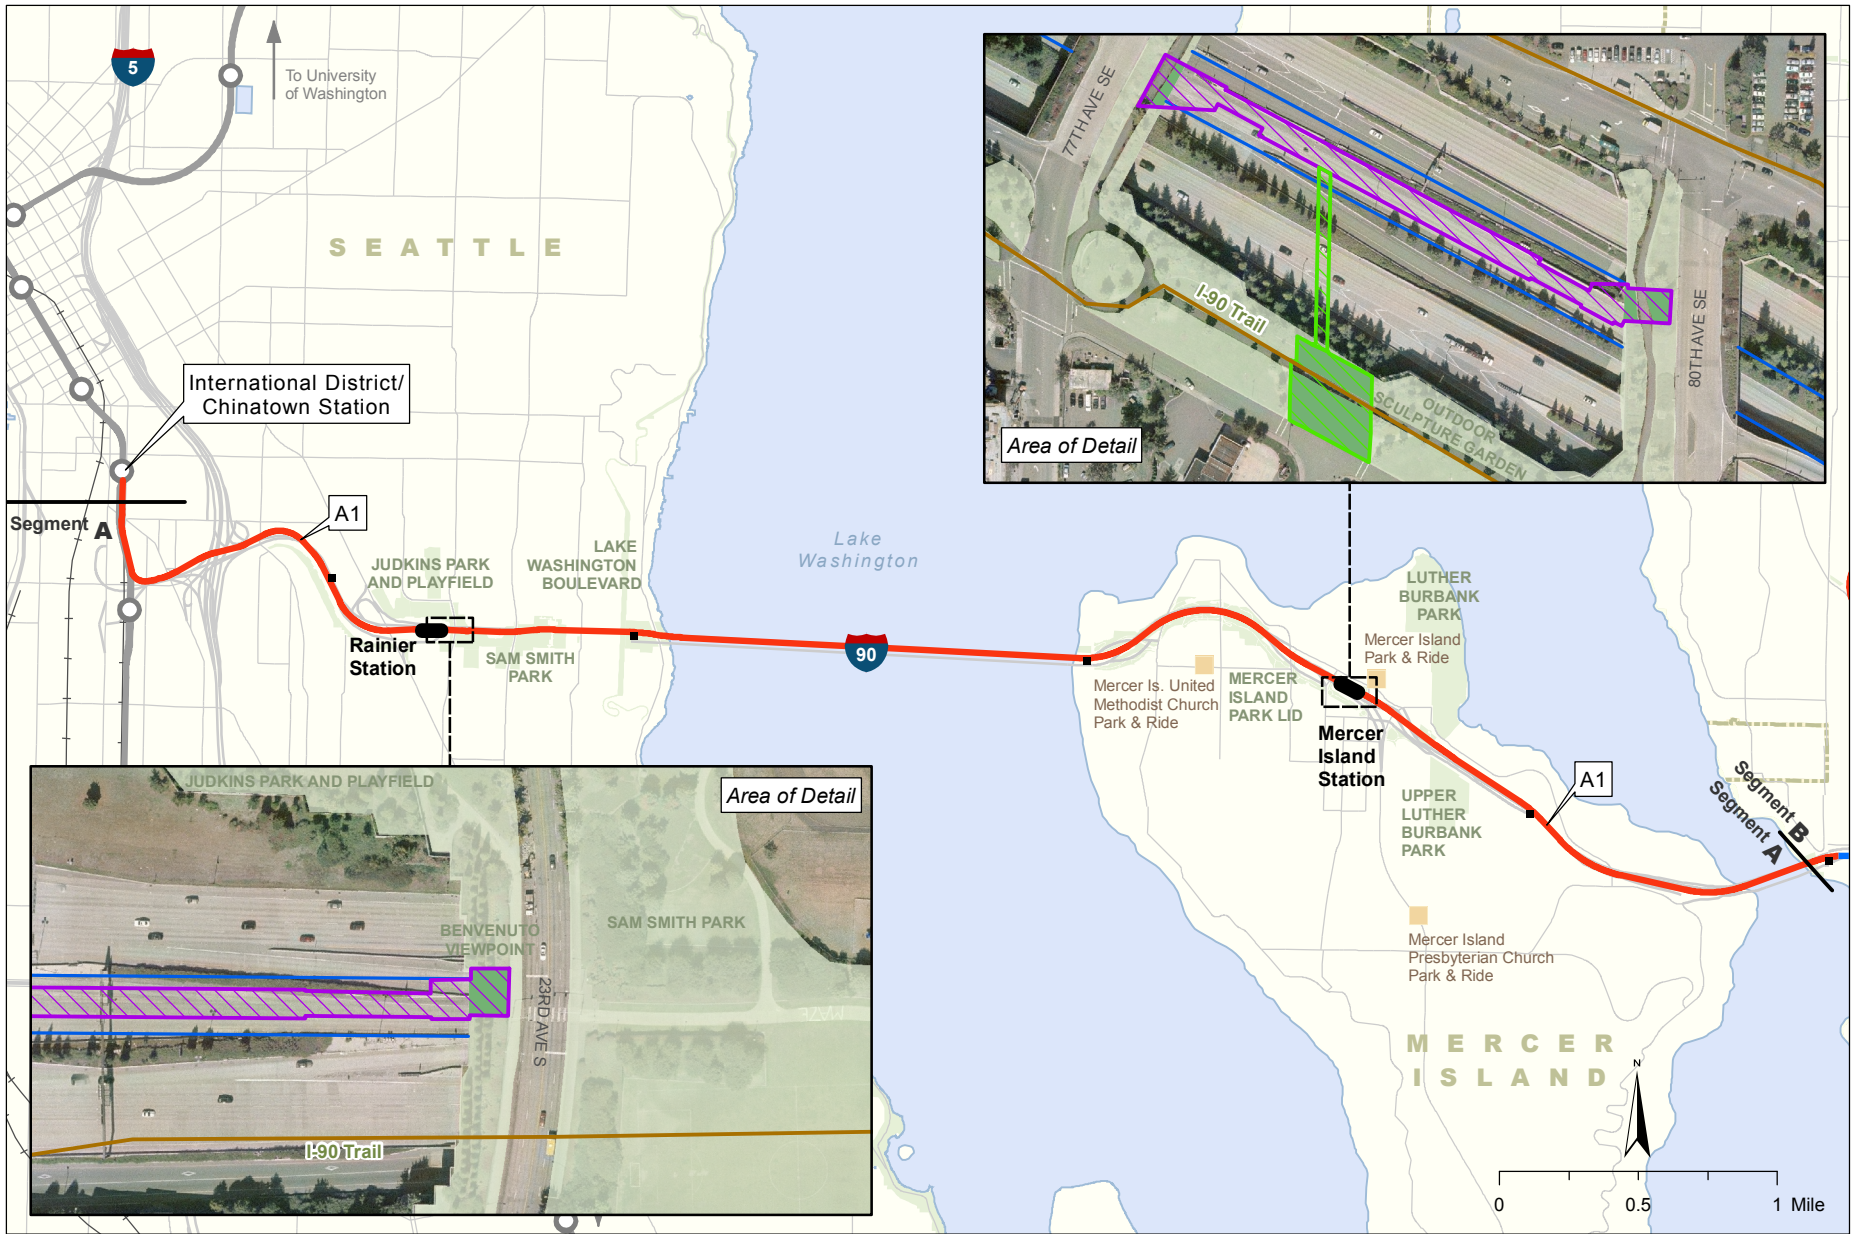 5
To University
of Washington
SEATTLE
International District/
Chinatown Station
Segment A
A1
JUDKINS PARK
AND PLAYFIELD
LAKE
WASHINGTON
BOULEVARD
Rainier
Station
SAM SMITH
PARK
Lake
Washington
90
77TH AVE SE
80TH AVE SE
I-90 Trail
OUTDOOR
SCULPTURE GARDEN
Area of Detail
LUTHER
BURBANK
PARK
Mercer Island
Park & Ride
Mercer Is. United
Methodist Church
Park & Ride
MERCER
ISLAND
PARK LID
Mercer
Island
Station
A1
UPPER
LUTHER
BURBANK
PARK
Segment B
Segment A
Mercer Island
Presbyterian Church
Park & Ride
MERCER
ISLAND
N
0 0.5 1 Mile
JUDKINS PARK AND PLAYFIELD
Area of Detail
BENVENUTO
VIEWPOINT
SAM SMITH PARK
23RD AVE S
I-90 Trail